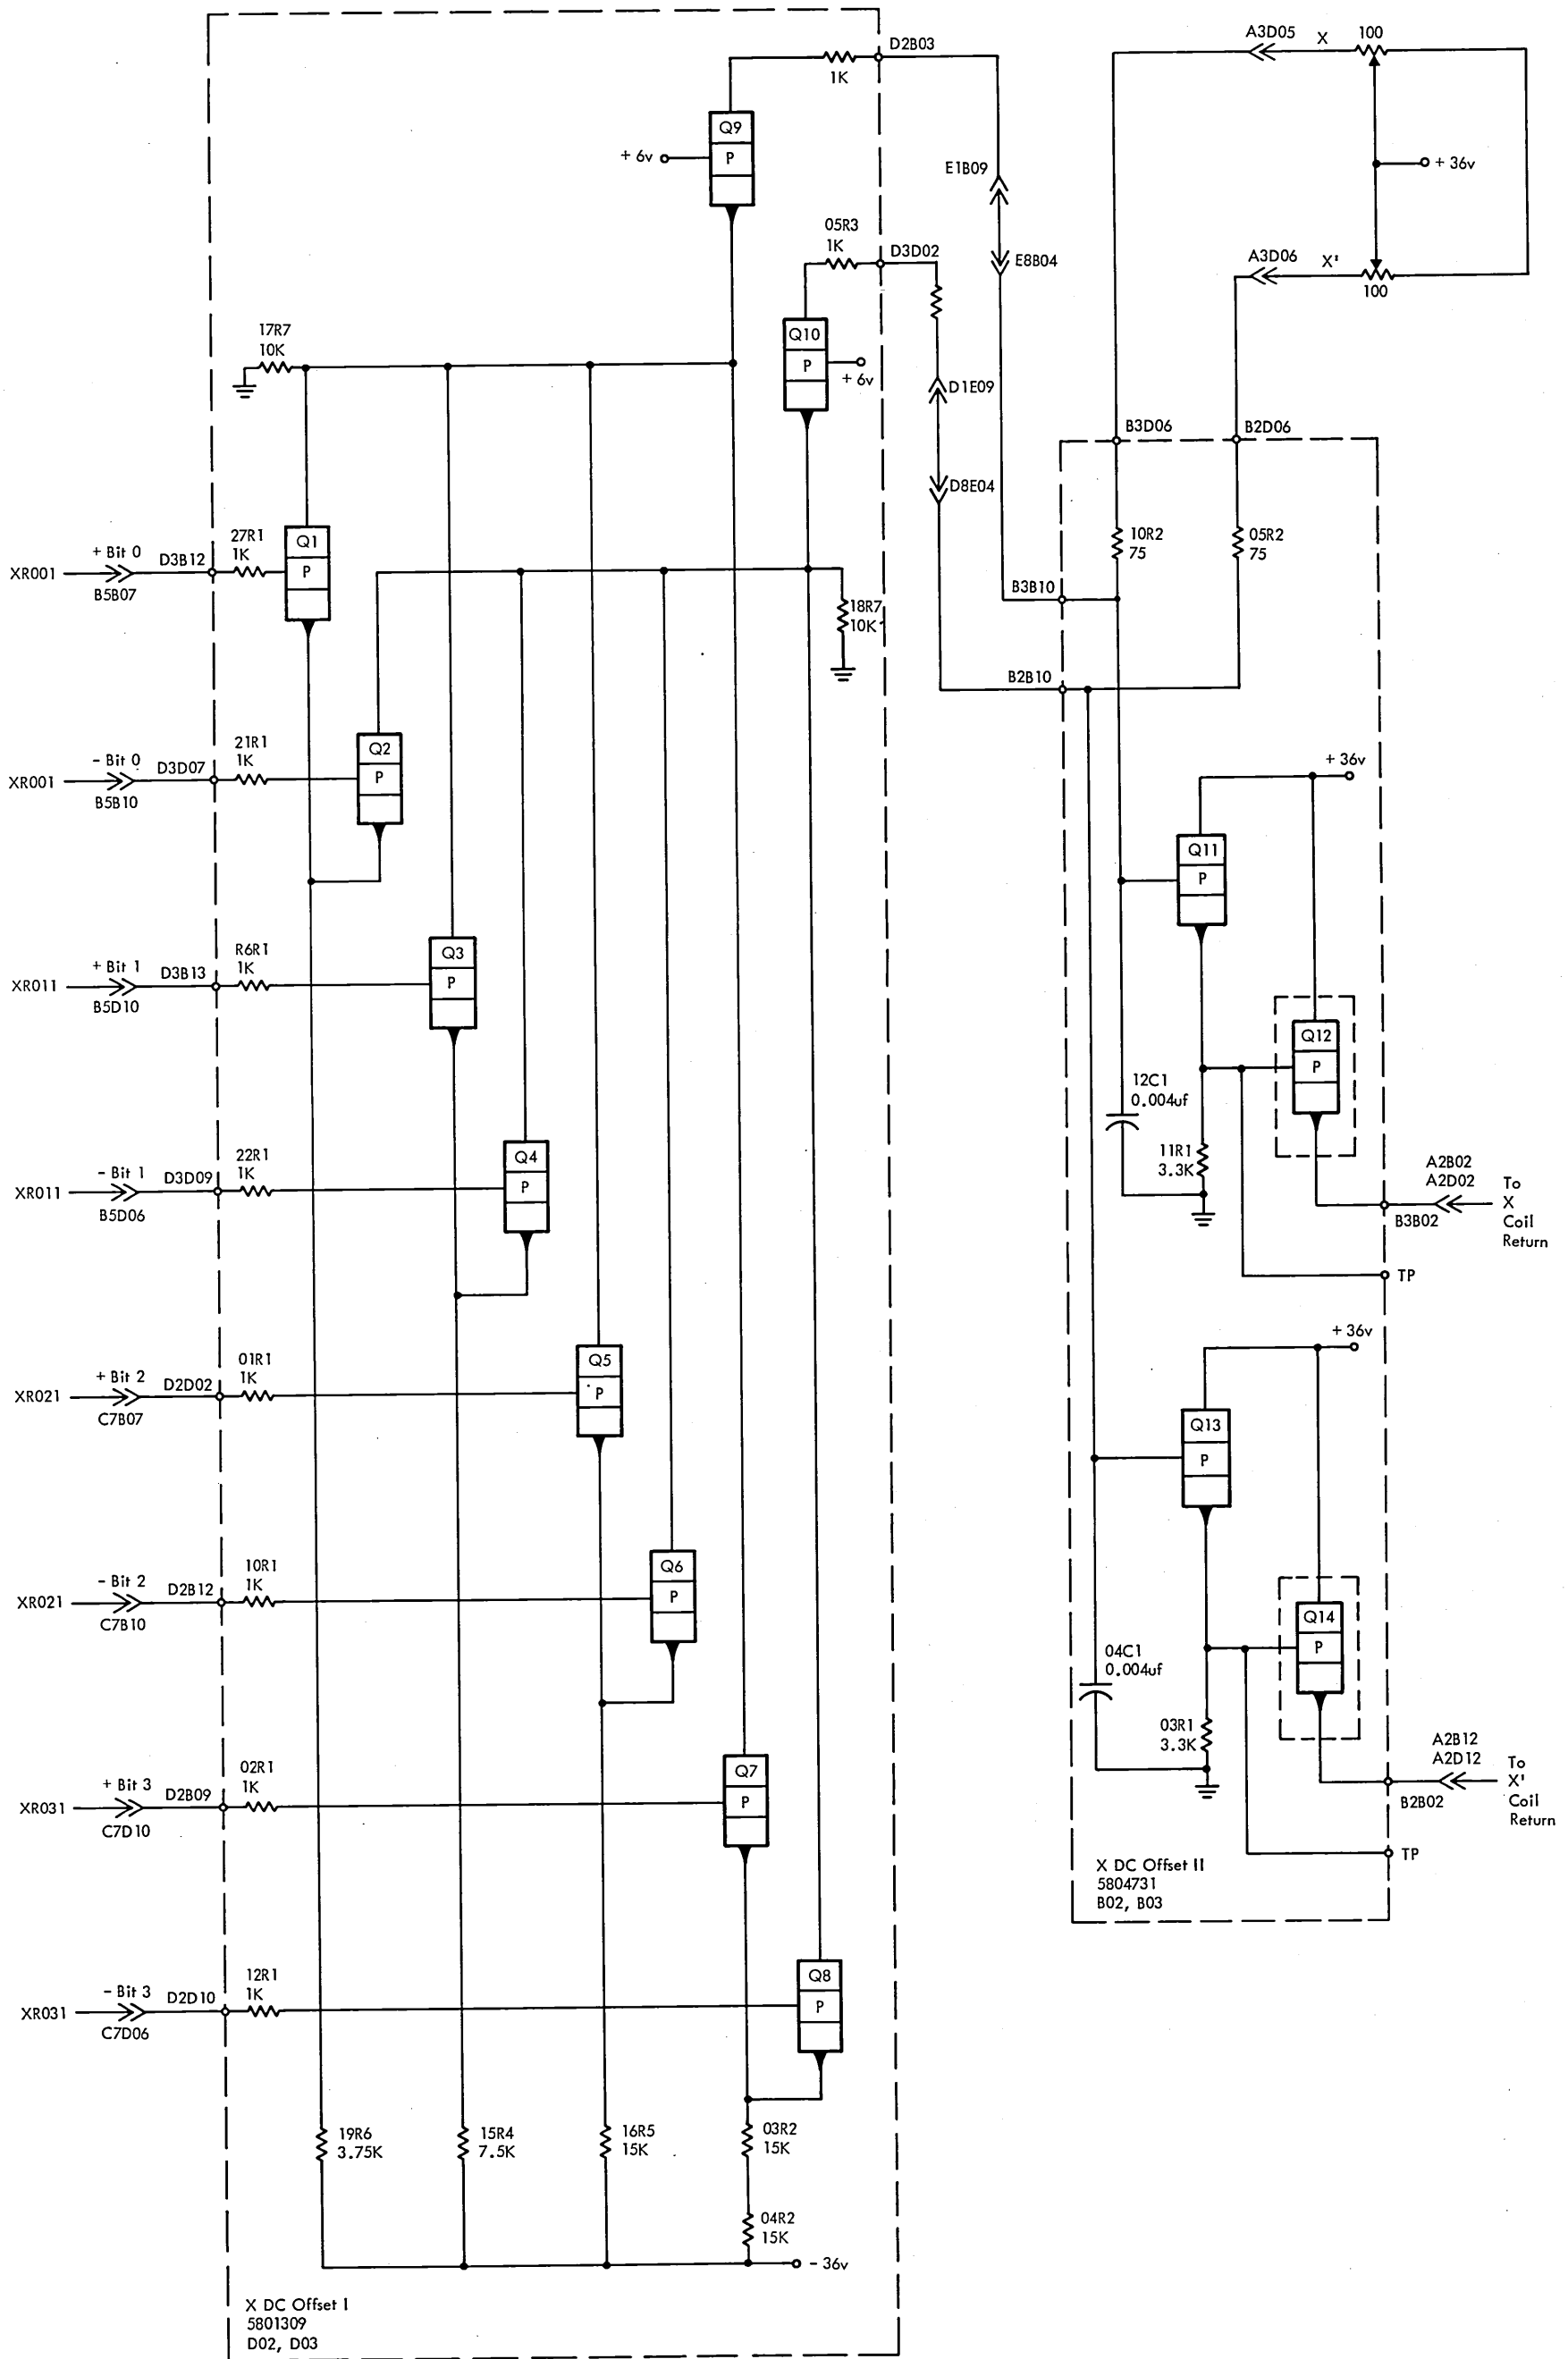 D2B03
1K
Q9
P
+ 6v
E1B09
E8B04
A3D05
X
100
+ 36v
A3D06
X'
100
05R3
1K
D3D02
Q10
P
+ 6v
D1E09
D8E04
17R7
10K
B3D06
B2D06
10R2
75
05R2
75
B3B10
B2B10
XR001
+ Bit 0
B5B07
D3B12
27R1
1K
Q1
P
18R7
10K
XR001
- Bit 0
B5B10
D3D07
21R1
1K
Q2
P
XR011
+ Bit 1
B5D10
D3B13
R6R1
1K
Q3
P
XR011
- Bit 1
B5D06
D3D09
22R1
1K
Q4
P
XR021
+ Bit 2
C7B07
D2D02
01R1
1K
Q5
P
XR021
- Bit 2
C7B10
D2B12
10R1
1K
Q6
P
XR031
+ Bit 3
C7D10
D2B09
02R1
1K
Q7
P
XR031
- Bit 3
C7D06
D2D10
12R1
1K
Q8
P
19R6
3.75K
15R4
7.5K
16R5
15K
03R2
15K
04R2
15K
- 36v
X DC Offset I
5801309
D02, D03
+ 36v
Q11
P
Q12
P
12C1
0.004uf
11R1
3.3K
B3B02
A2B02
A2D02
To
X
Coil
Return
TP
+ 36v
Q13
P
Q14
P
04C1
0.004uf
03R1
3.3K
B2B02
A2B12
A2D12
To
X'
Coil
Return
TP
X DC Offset II
5804731
B02, B03